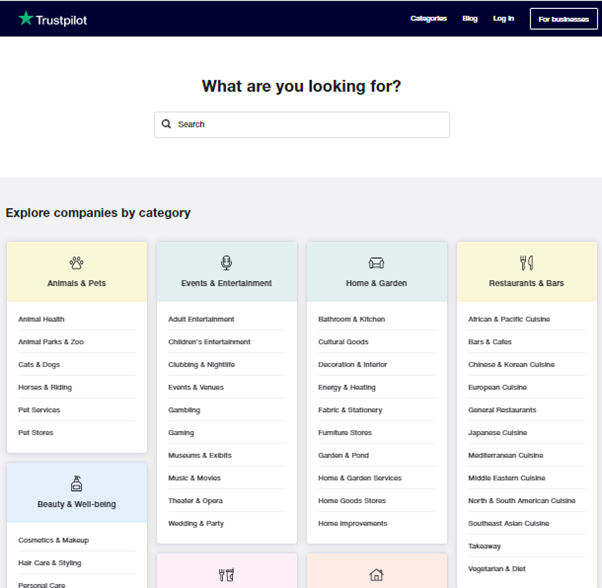 Trustpilot
Categories Blog Log in For businesses
What are you looking for?
Search
Explore companies by category
Animals & Pets
Animal Health
Animal Parks & Zoo
Cats & Dogs
Horses & Riding
Pet Services
Pet Stores
Beauty & Well-being
Cosmetics & Makeup
Hair Care & Styling
Personal Care
Events & Entertainment
Adult Entertainment
Children's Entertainment
Clubbing & Nightlife
Events & Venues
Gambling
Gaming
Museums & Exibits
Music & Movies
Theater & Opera
Wedding & Party
Home & Garden
Bathroom & Kitchen
Cultural Goods
Decoration & Interior
Energy & Heating
Fabric & Stationery
Furniture Stores
Garden & Pond
Home & Garden Services
Home Goods Stores
Home Improvements
Restaurants & Bars
African & Pacific Cuisine
Bars & Cafes
Chinese & Korean Cuisine
European Cuisine
General Restaurants
Japanese Cuisine
Mediterranean Cuisine
Middle Eastern Cuisine
North & South American Cuisine
Southeast Asian Cuisine
Takeaway
Vegetarian & Diet